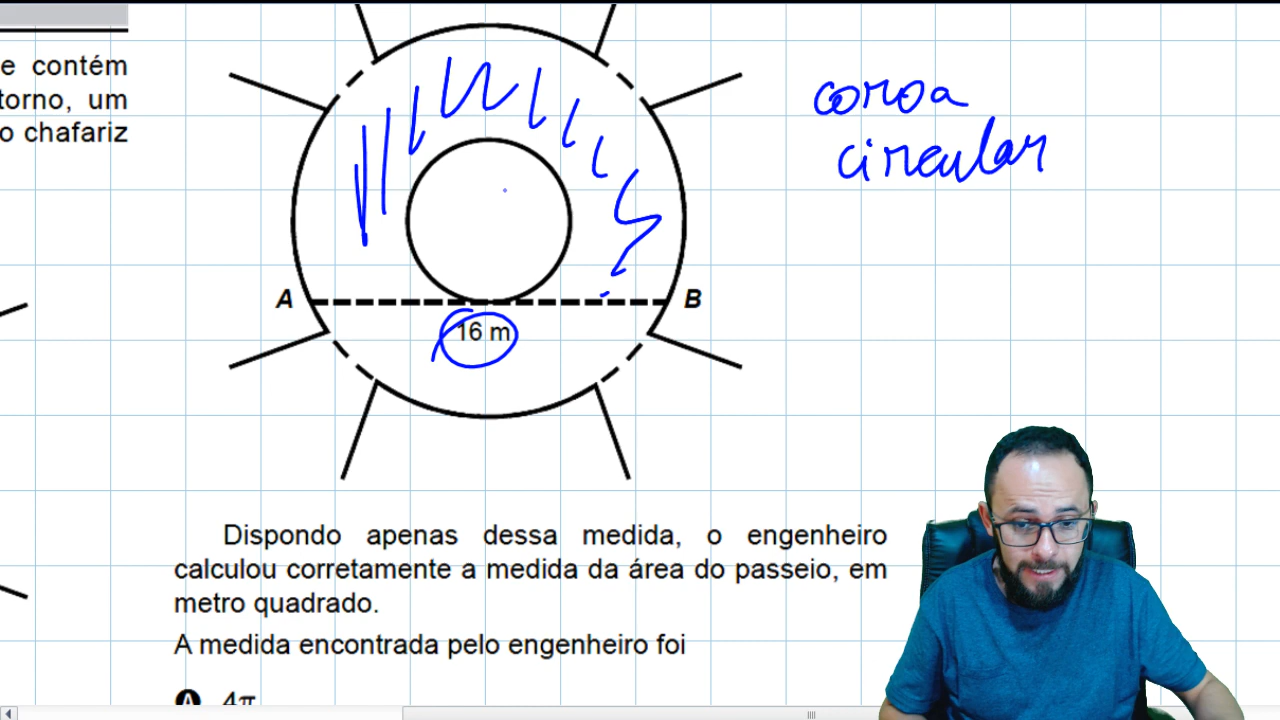 e contém
torno, um
o chafariz
coroa
circular
A
B
16 m
Dispondo apenas dessa medida, o engenheiro
calculou corretamente a medida da área do passeio, em
metro quadrado.
A medida encontrada pelo engenheiro foi
A 4π